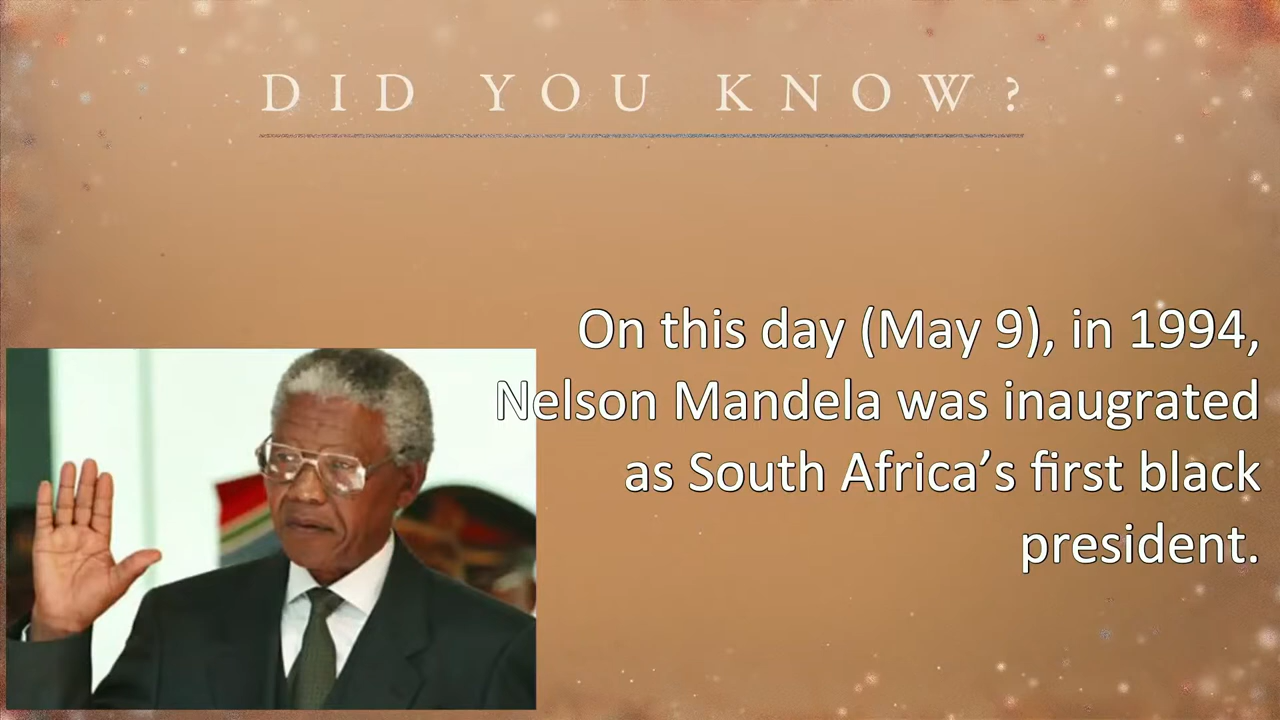 DID YOU KNOW?
On this day (May 9), in 1994,
Nelson Mandela was inaugrated
as South Africa’s first black
president.